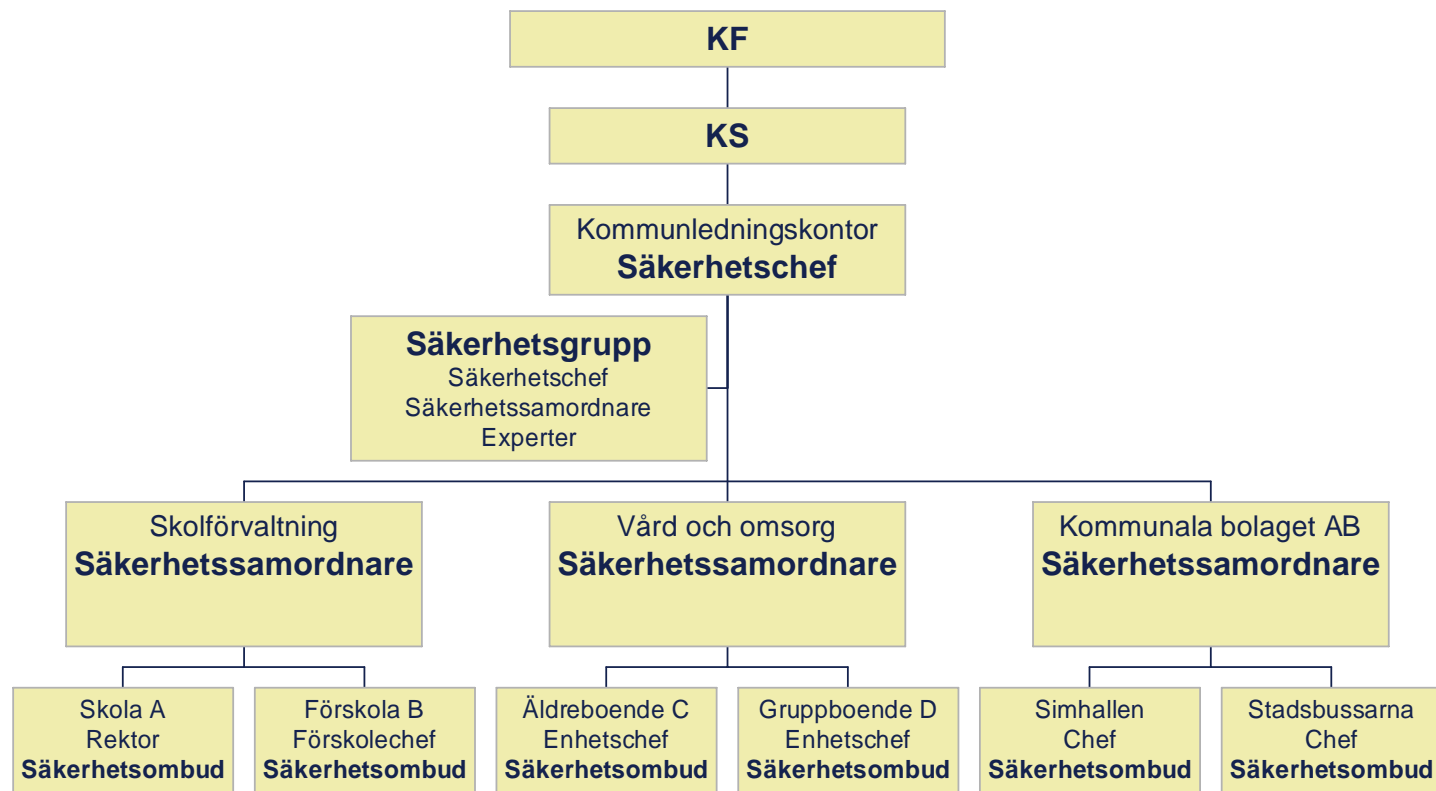 KF
KS
Kommunledningskontor
Säkerhetschef
Säkerhetsgrupp
Säkerhetschef
Säkerhetssamordnare
Experter
Skolförvaltning
Säkerhetssamordnare
Vård och omsorg
Säkerhetssamordnare
Kommunala bolaget AB
Säkerhetssamordnare
Skola A
Rektor
Säkerhetsombud
Förskola B
Förskolechef
Säkerhetsombud
Äldreboende C
Enhetschef
Säkerhetsombud
Gruppboende D
Enhetschef
Säkerhetsombud
Simhallen
Chef
Säkerhetsombud
Stadsbussarna
Chef
Säkerhetsombud